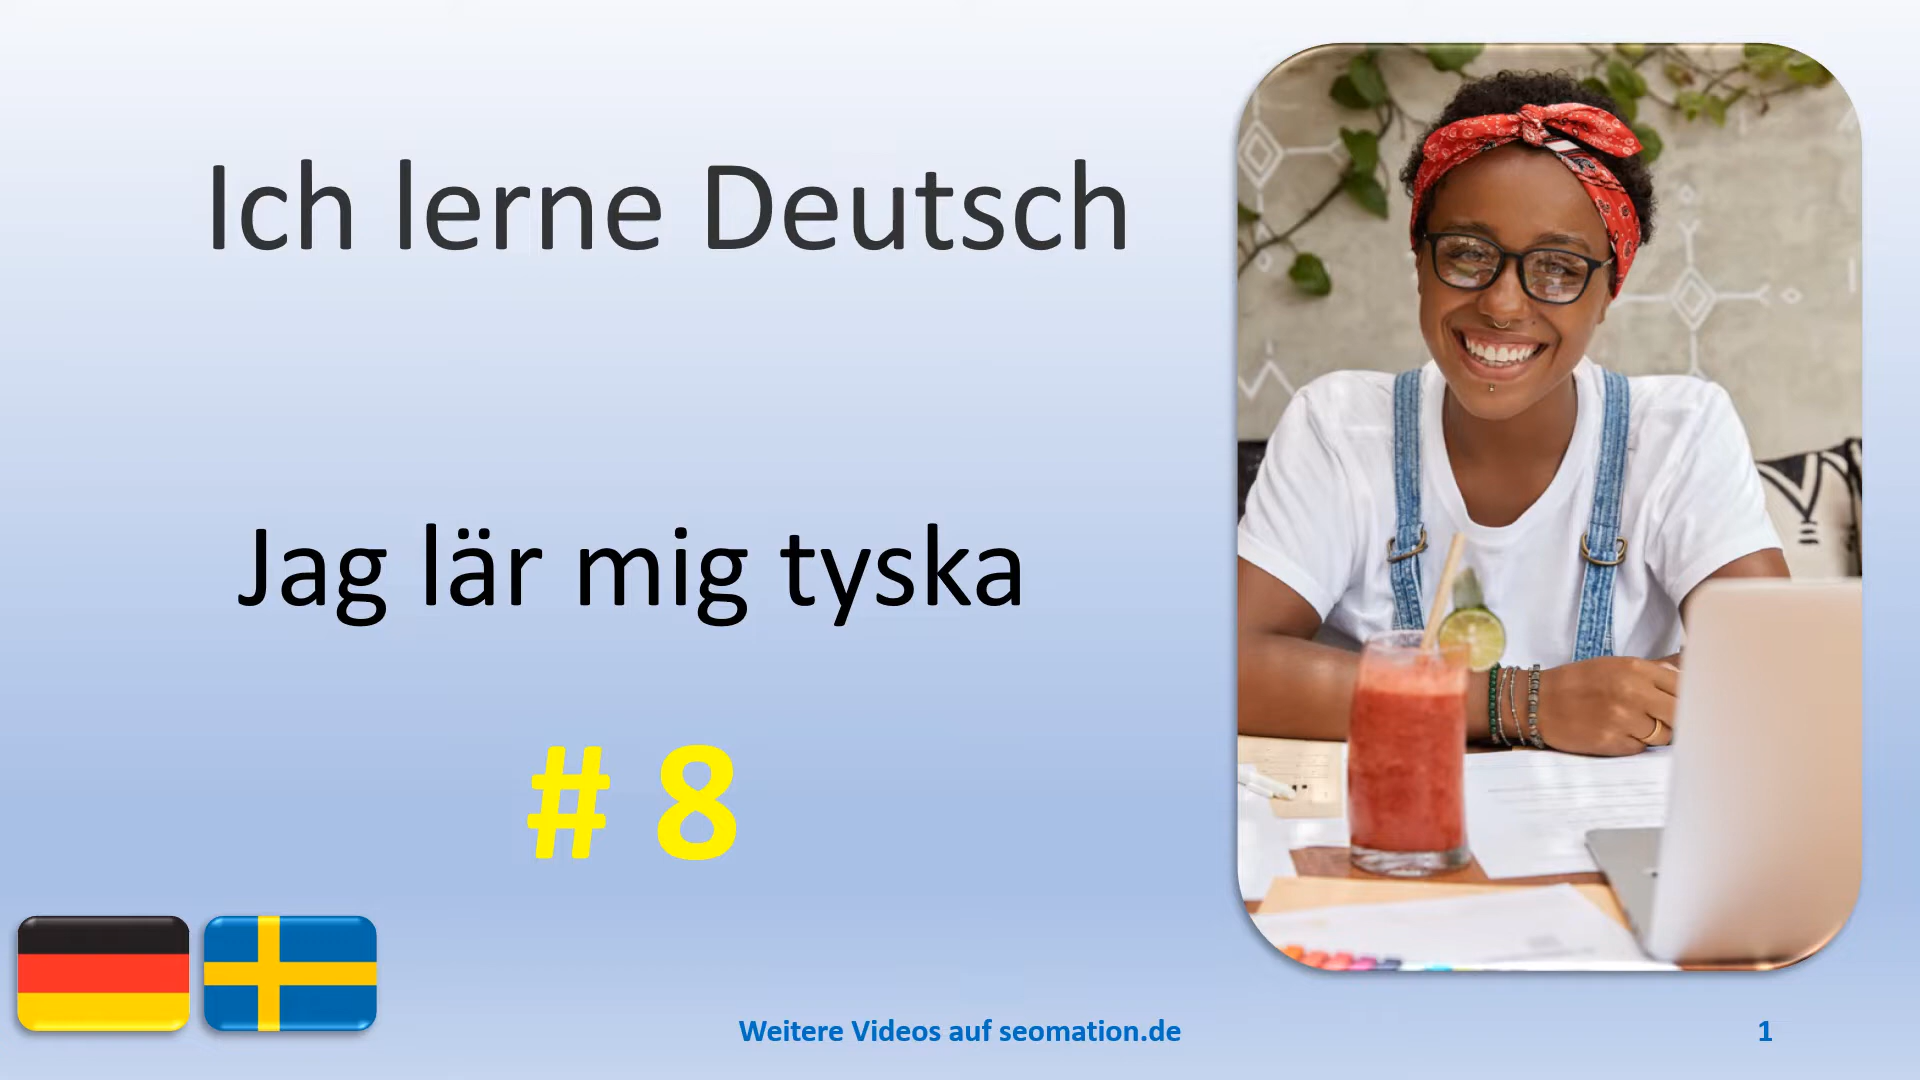 Ich lerne Deutsch
Jag lär mig tyska
# 8
Weitere Videos auf seomation.de
1